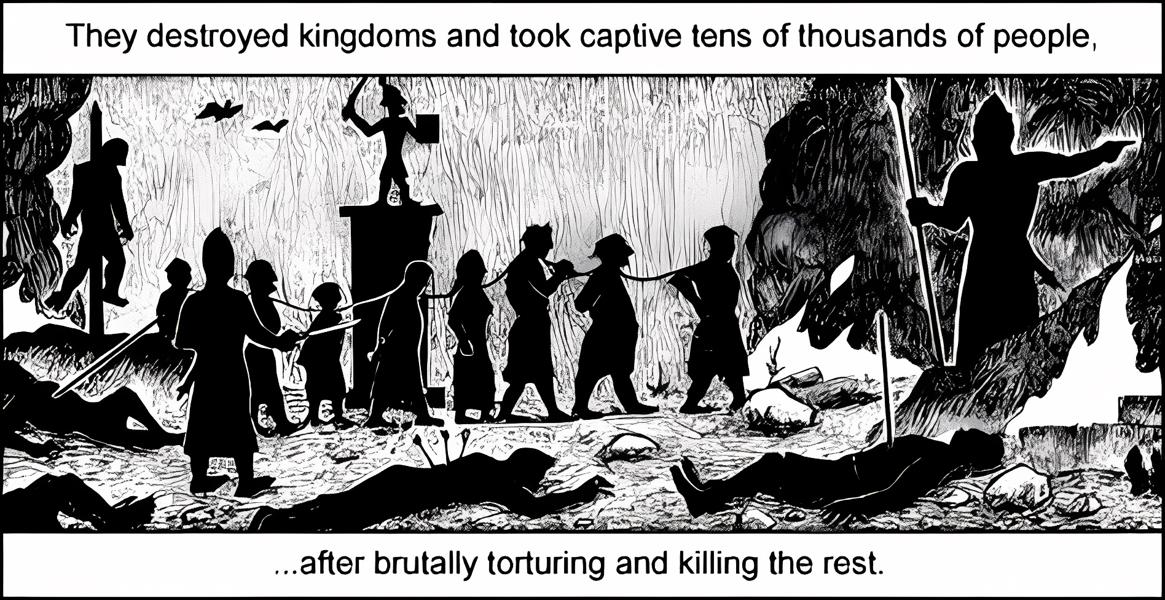 They destroyed kingdoms and took captive tens of thousands of people,
...after brutally torturing and killing the rest.